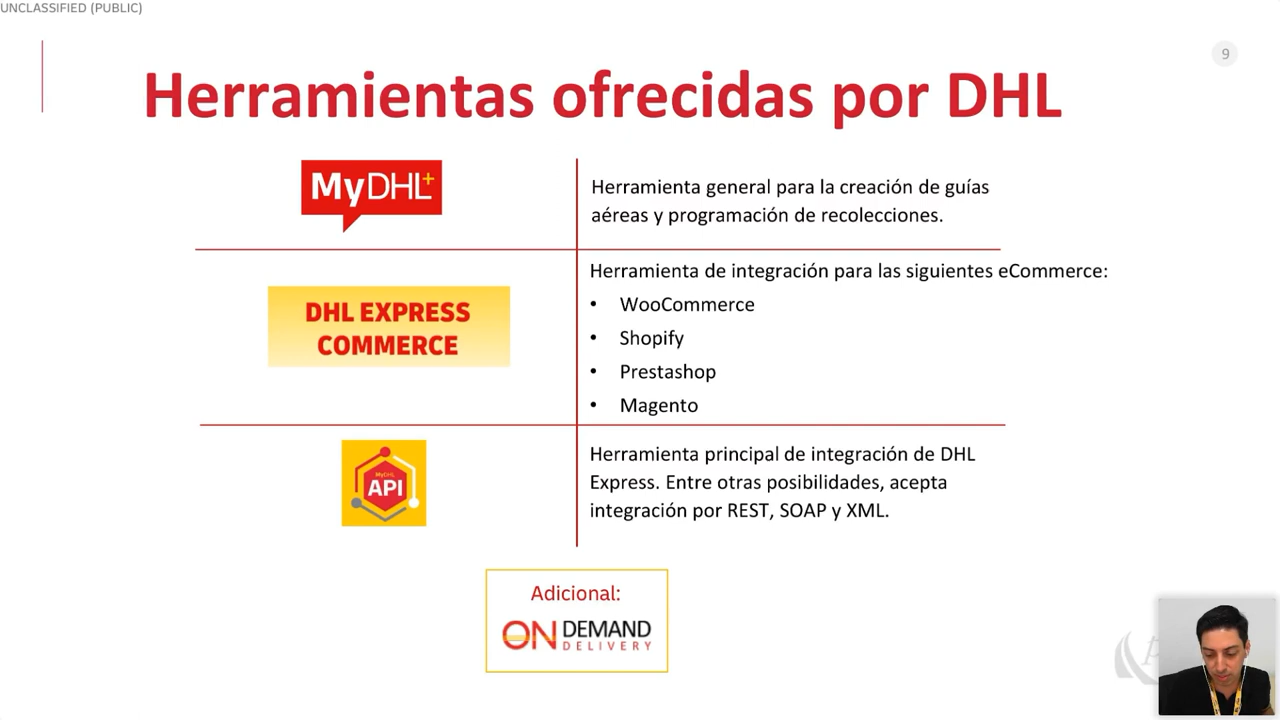 UNCLASSIFIED (PUBLIC)
9
Herramientas ofrecidas por DHL
MyDHL+
Herramienta general para la creación de guías
aéreas y programación de recolecciones.
DHL EXPRESS
COMMERCE
Herramienta de integración para las siguientes eCommerce:
• WooCommerce
• Shopify
• Prestashop
• Magento
MyDHL
API
Herramienta principal de integración de DHL
Express. Entre otras posibilidades, acepta
integración por REST, SOAP y XML.
Adicional:
ON DEMAND
DELIVERY